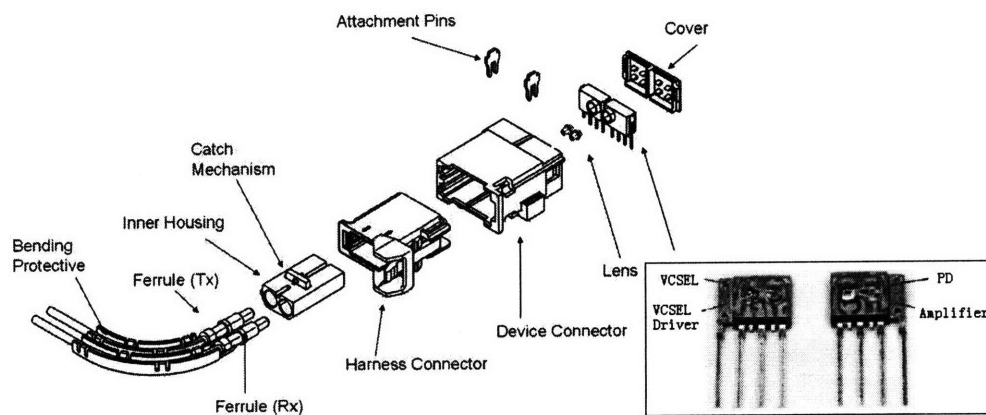 Attachment Pins
Cover
Catch
Mechanism
Inner Housing
Bending
Protective
Ferrule (Tx)
Lens
Device Connector
Harness Connector
Ferrule (Rx)
VCSEL
PD
VCSEL
Driver
Amplifier